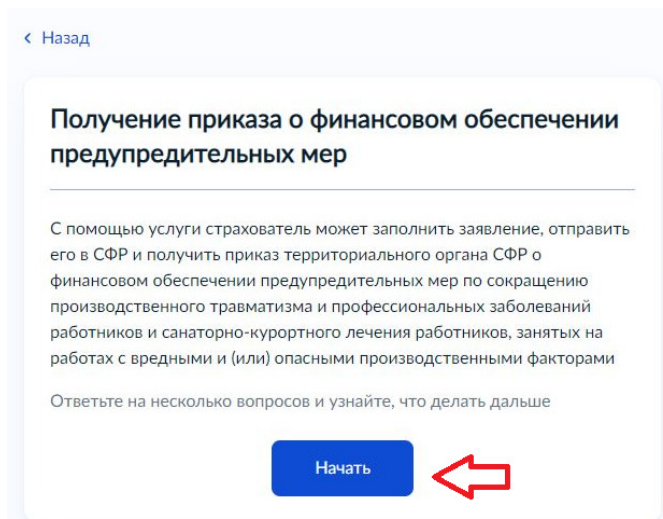 Назад
Получение приказа о финансовом обеспечении
предупредительных мер
С помощью услуги страхователь может заполнить заявление, отправить
его в СФР и получить приказ территориального органа СФР о
финансовом обеспечении предупредительных мер по сокращению
производственного травматизма и профессиональных заболеваний
работников и санаторно-курортного лечения работников, занятых на
работах с вредными и (или) опасными производственными факторами
Ответьте на несколько вопросов и узнайте, что делать дальше
Начать